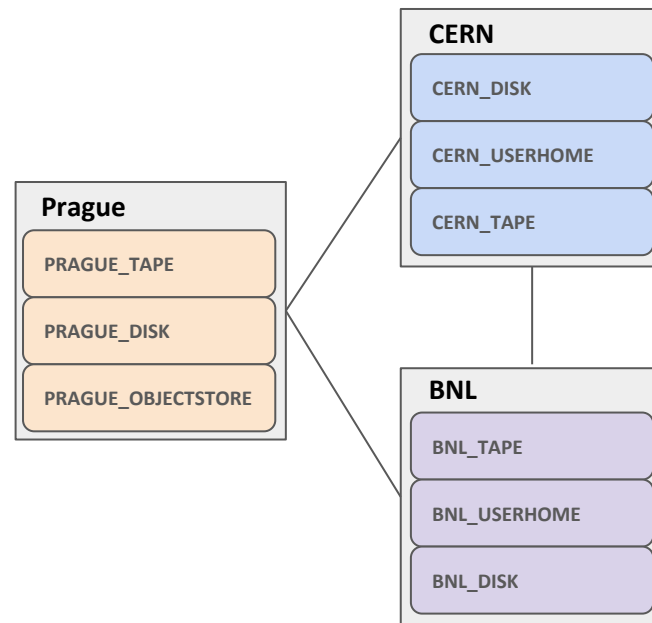 Prague
PRAGUE_TAPE
PRAGUE_DISK
PRAGUE_OBJECTSTORE
CERN
CERN_DISK
CERN_USERHOME
CERN_TAPE
BNL
BNL_TAPE
BNL_USERHOME
BNL_DISK